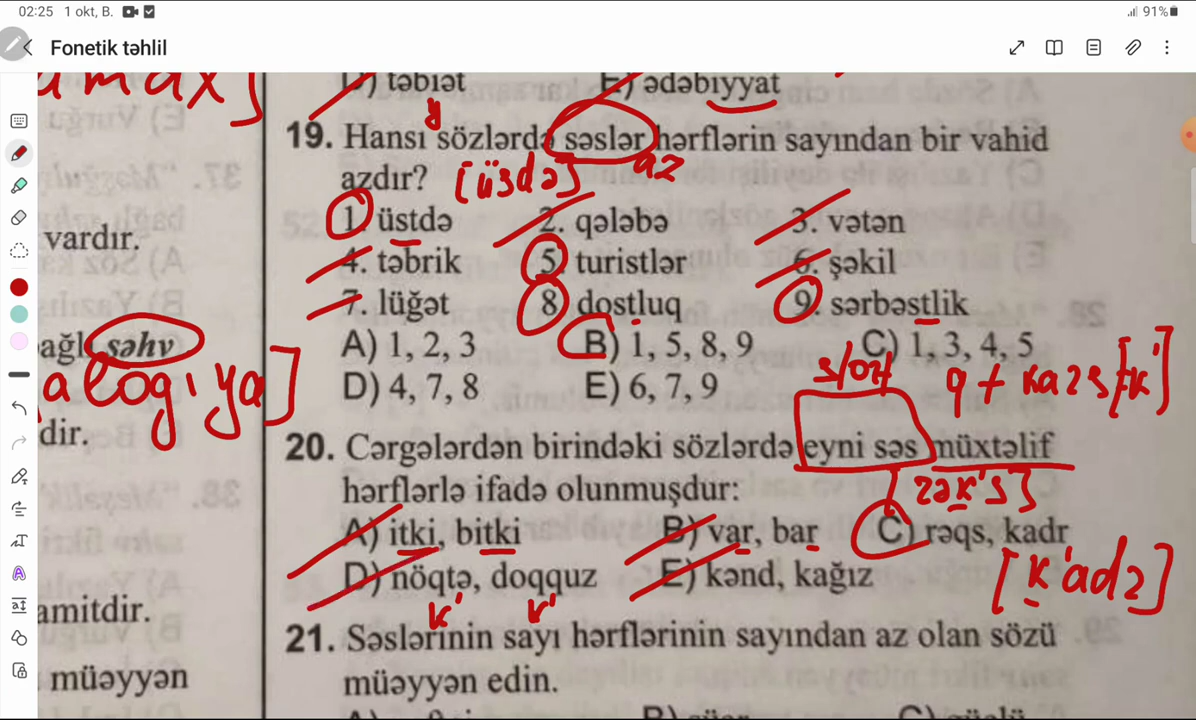 02:25 1 okt, B. 91%
Fonetik təhlil
D) təbiət E) ədəbiyyat
y
19. Hansı sözlərdə səslər hərflərin sayından bir vahid
azdır? [üsdə] az
1. üstdə 2. qələbə 3. vətən
4. təbrik 5. turistlər 6. şəkil
7. lüğət 8. dostluq 9. sərbəstlik
A) 1, 2, 3 B) 1, 5, 8, 9 C) 1, 3, 4, 5
D) 4, 7, 8 E) 6, 7, 9
20. Cərgələrdən birindəki sözlərdə eyni səs müxtəlif
hərflərlə ifadə olunmuşdur:
A) itki, bitki B) var, bar C) rəqs, kadr
D) nöqtə, doqquz E) kənd, kağız
k' k'
[k'adr]
21. Səslərinin sayı hərflərinin sayından az olan sözü
müəyyən edin.
vardır.
səhv
alogiya]
dir.
amitdir.
müəyyən